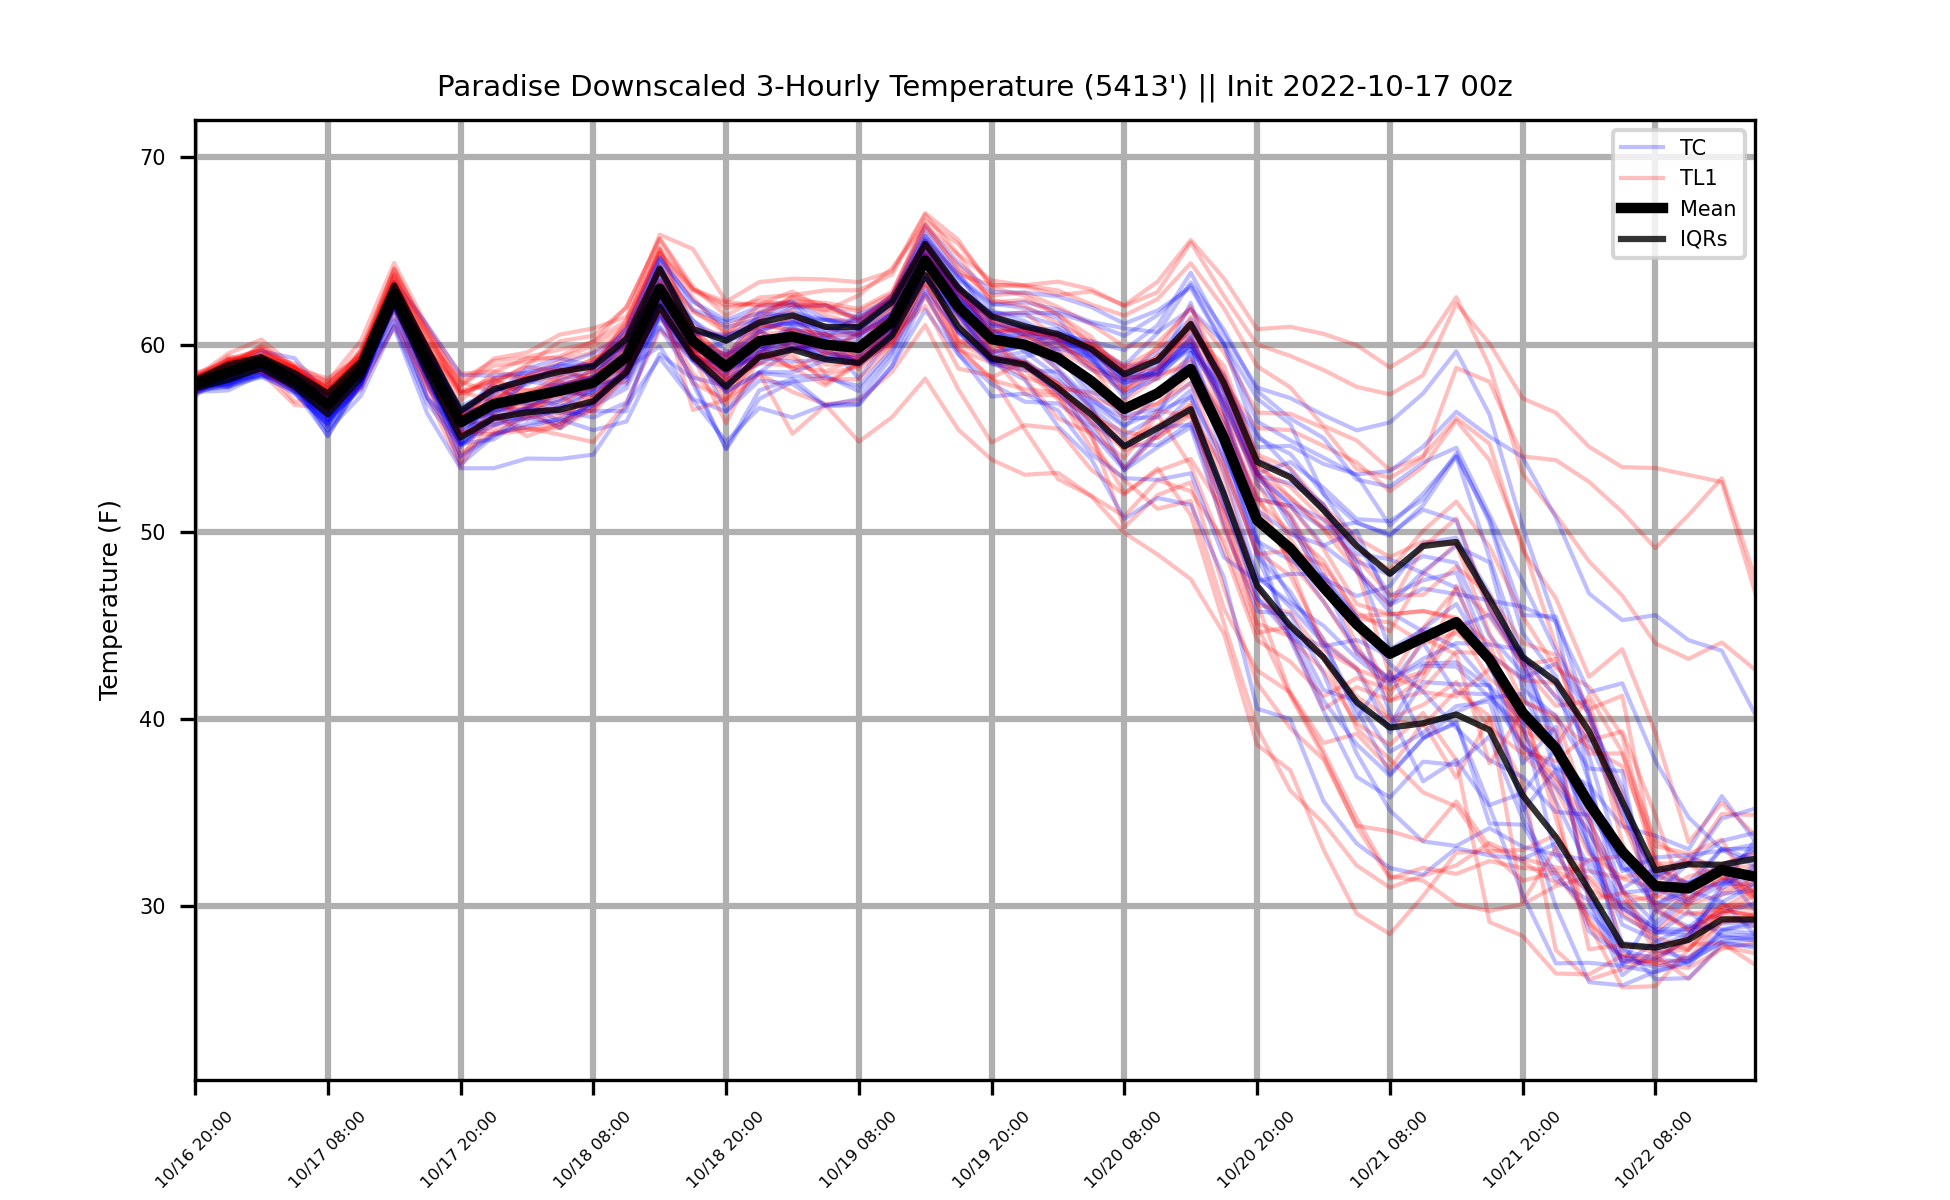 Paradise Downscaled 3-Hourly Temperature (5413') || Init 2022-10-17 00z
TC
TL1
Mean
IQRs
Temperature (F)
70
60
50
40
30
10/16 20:00
10/17 08:00
10/17 20:00
10/18 08:00
10/18 20:00
10/19 08:00
10/19 20:00
10/20 08:00
10/20 20:00
10/21 08:00
10/21 20:00
10/22 08:00